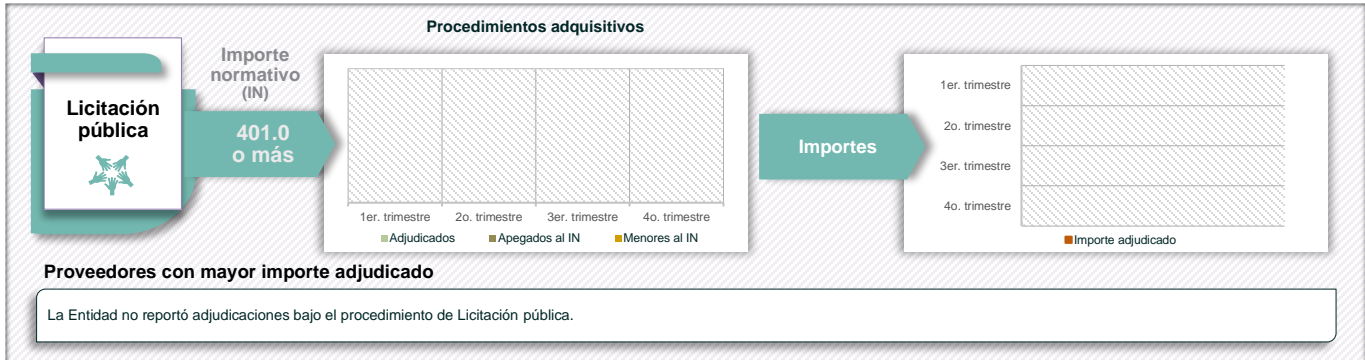 Procedimientos adquisitivos
Licitación
pública
Importe
normativo
(IN)
401.0
o más
1er. trimestre
2o. trimestre
3er. trimestre
4o. trimestre
Adjudicados
Apegados al IN
Menores al IN
Importes
1er. trimestre
2o. trimestre
3er. trimestre
4o. trimestre
Importe adjudicado
Proveedores con mayor importe adjudicado
La Entidad no reportó adjudicaciones bajo el procedimiento de Licitación pública.